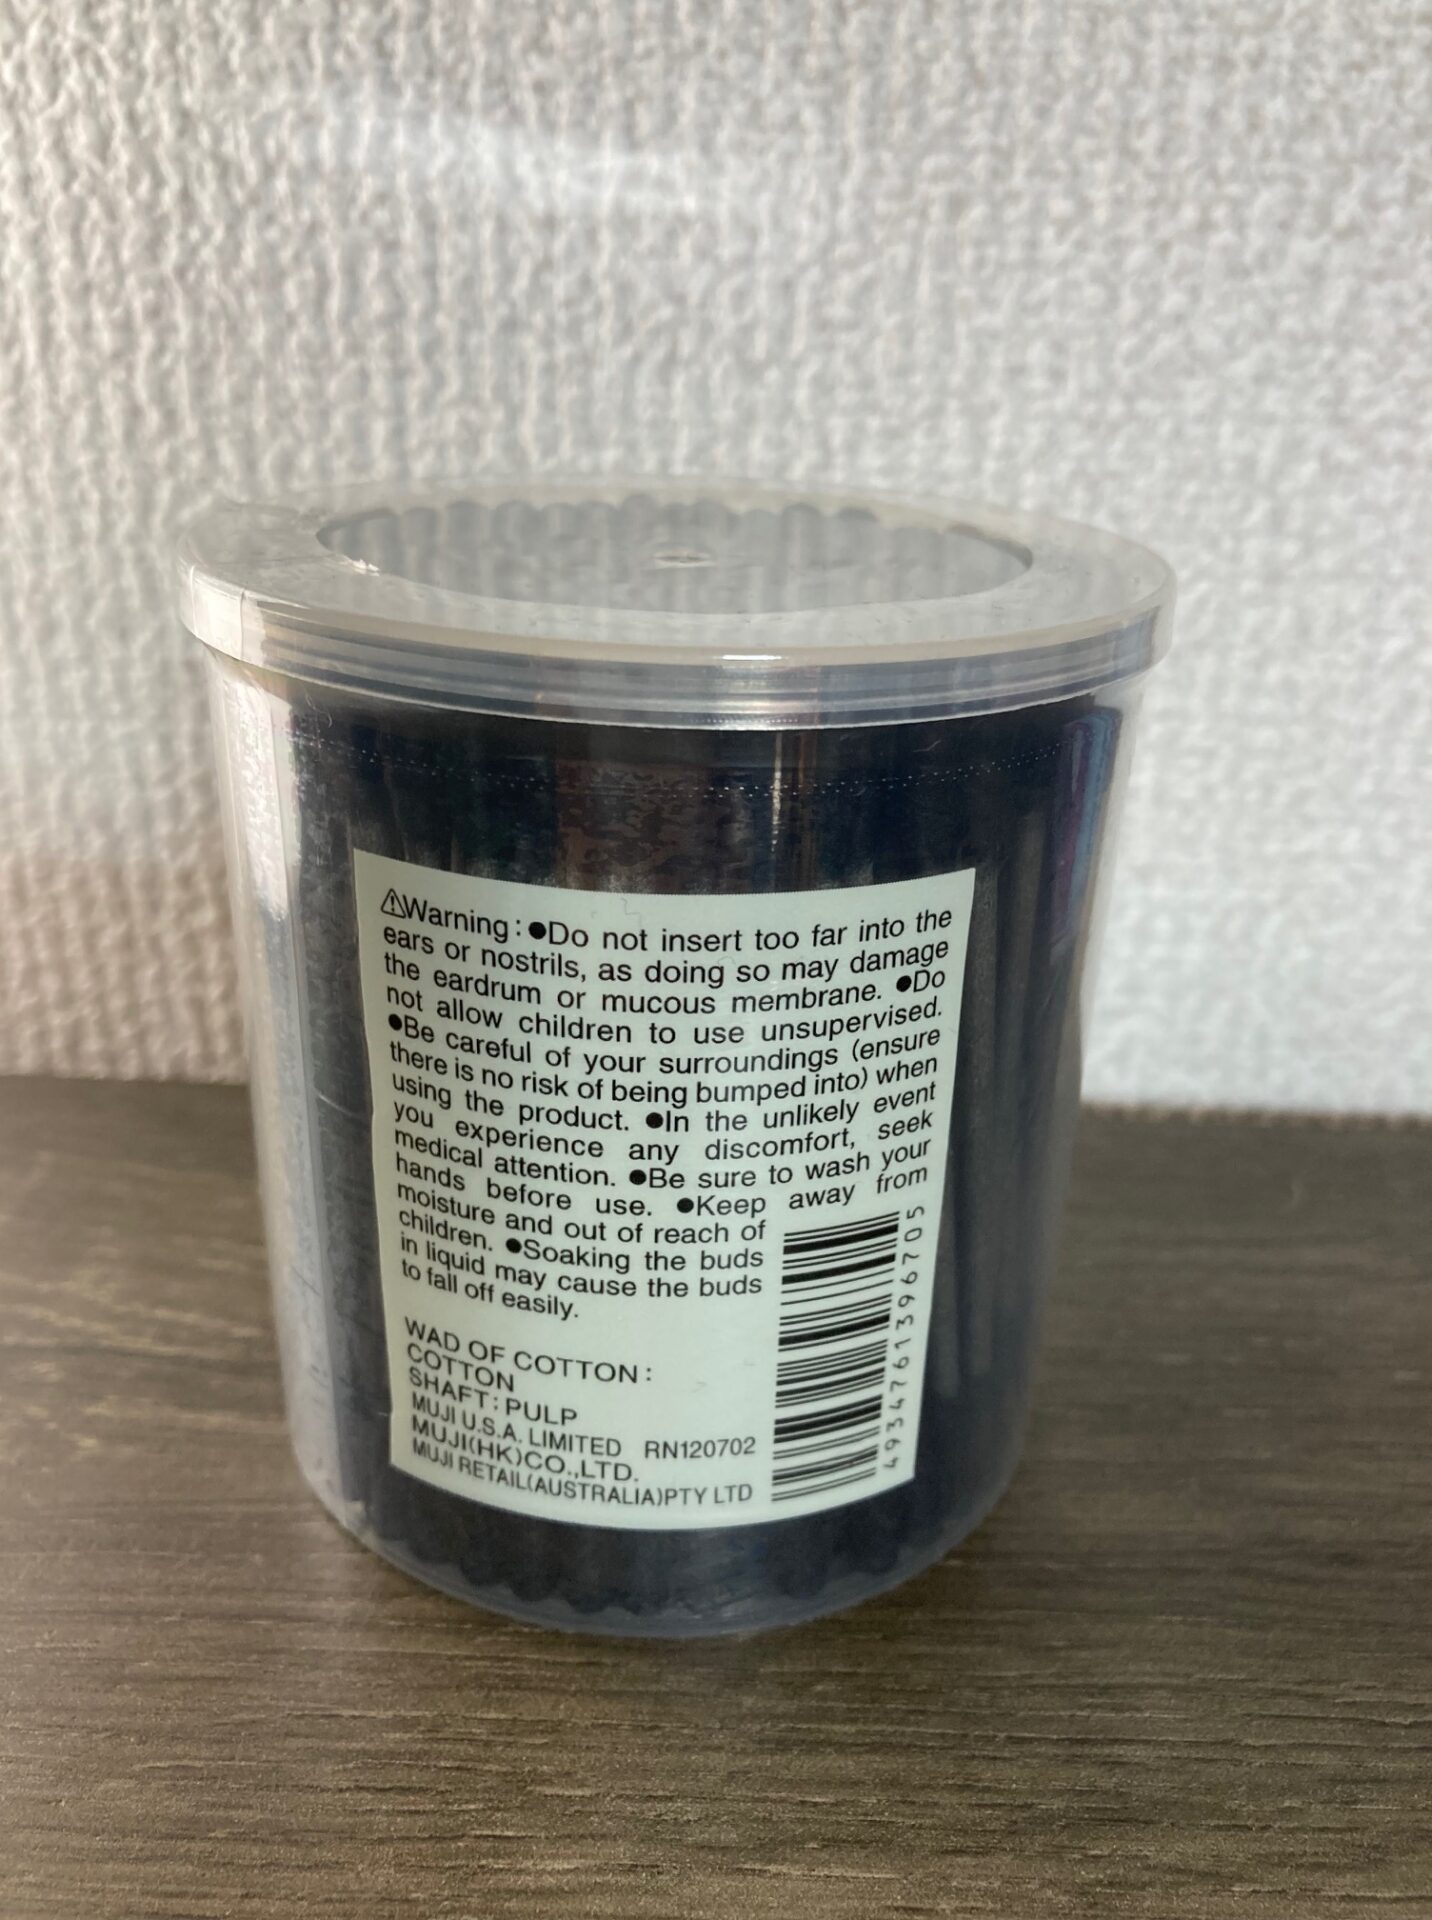 ⚠Warning:●Do not insert too far into the
ears or nostrils, as doing so may damage
the eardrum or mucous membrane. ●Do
not allow children to use unsupervised.
●Be careful of your surroundings (ensure
there is no risk of being bumped into) when
using the product. ●In the unlikely event
you experience any discomfort, seek
medical attention. ●Be sure to wash your
hands before use. ●Keep away from
moisture and out of reach of
children. ●Soaking the buds
in liquid may cause the buds
to fall off easily.
WAD OF COTTON:
COTTON
SHAFT:PULP
MUJI U.S.A. LIMITED RN120702
MUJI(HK)CO.,LTD.
MUJI RETAIL(AUSTRALIA)PTY LTD
4934761396705